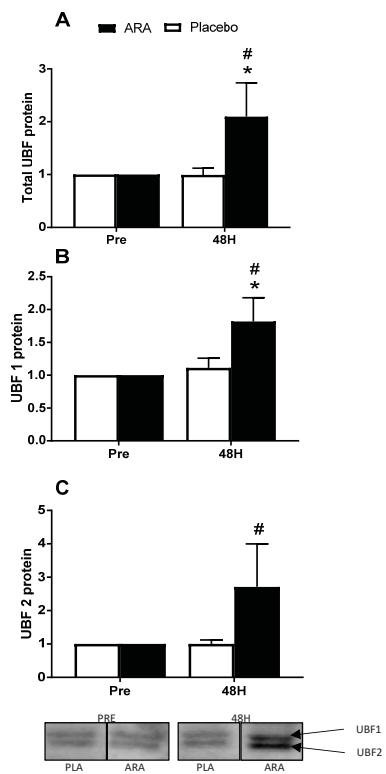 A
ARA Placebo
Total UBF protein
3
2
1
0
#
*
Pre 48H
B
UBF 1 protein
2.5
2.0
1.5
1.0
0.5
0.0
#
*
Pre 48H
C
UBF 2 protein
5
4
3
2
1
0
#
Pre 48H
PRE 48H
UBF1
UBF2
PLA ARA PLA ARA